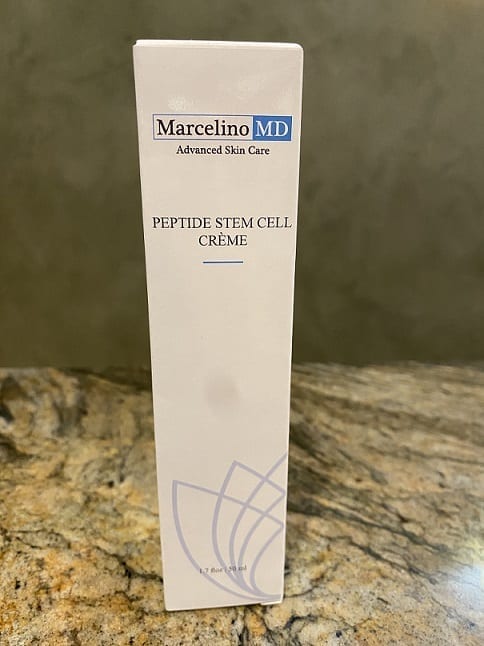 Marcelino MD
Advanced Skin Care
PEPTIDE STEM CELL
CRÈME
1.7 floz | 50 ml